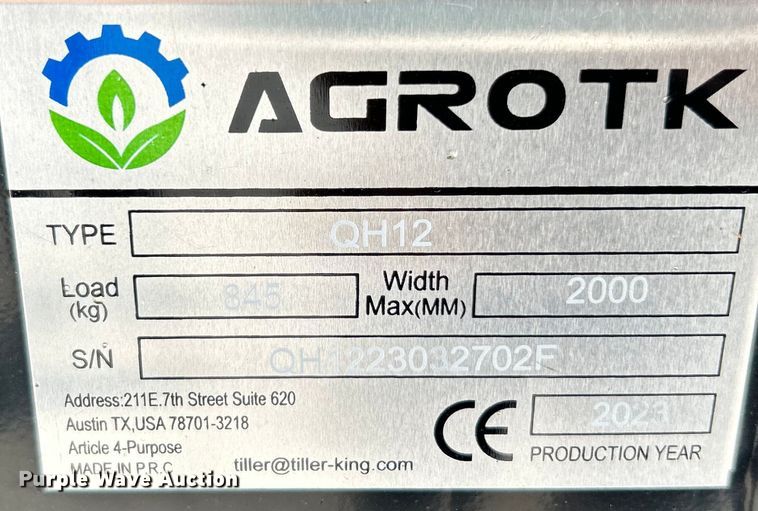 AGROTK
TYPE QH12
Load (kg) 845 Width Max(MM) 2000
S/N QH1223032702F
Address:211E.7th Street Suite 620
Austin TX,USA 78701-3218
Article 4-Purpose
MADE IN P.R.C tiller@tiller-king.com
CE 2023
PRODUCTION YEAR
Purple Wave Auction